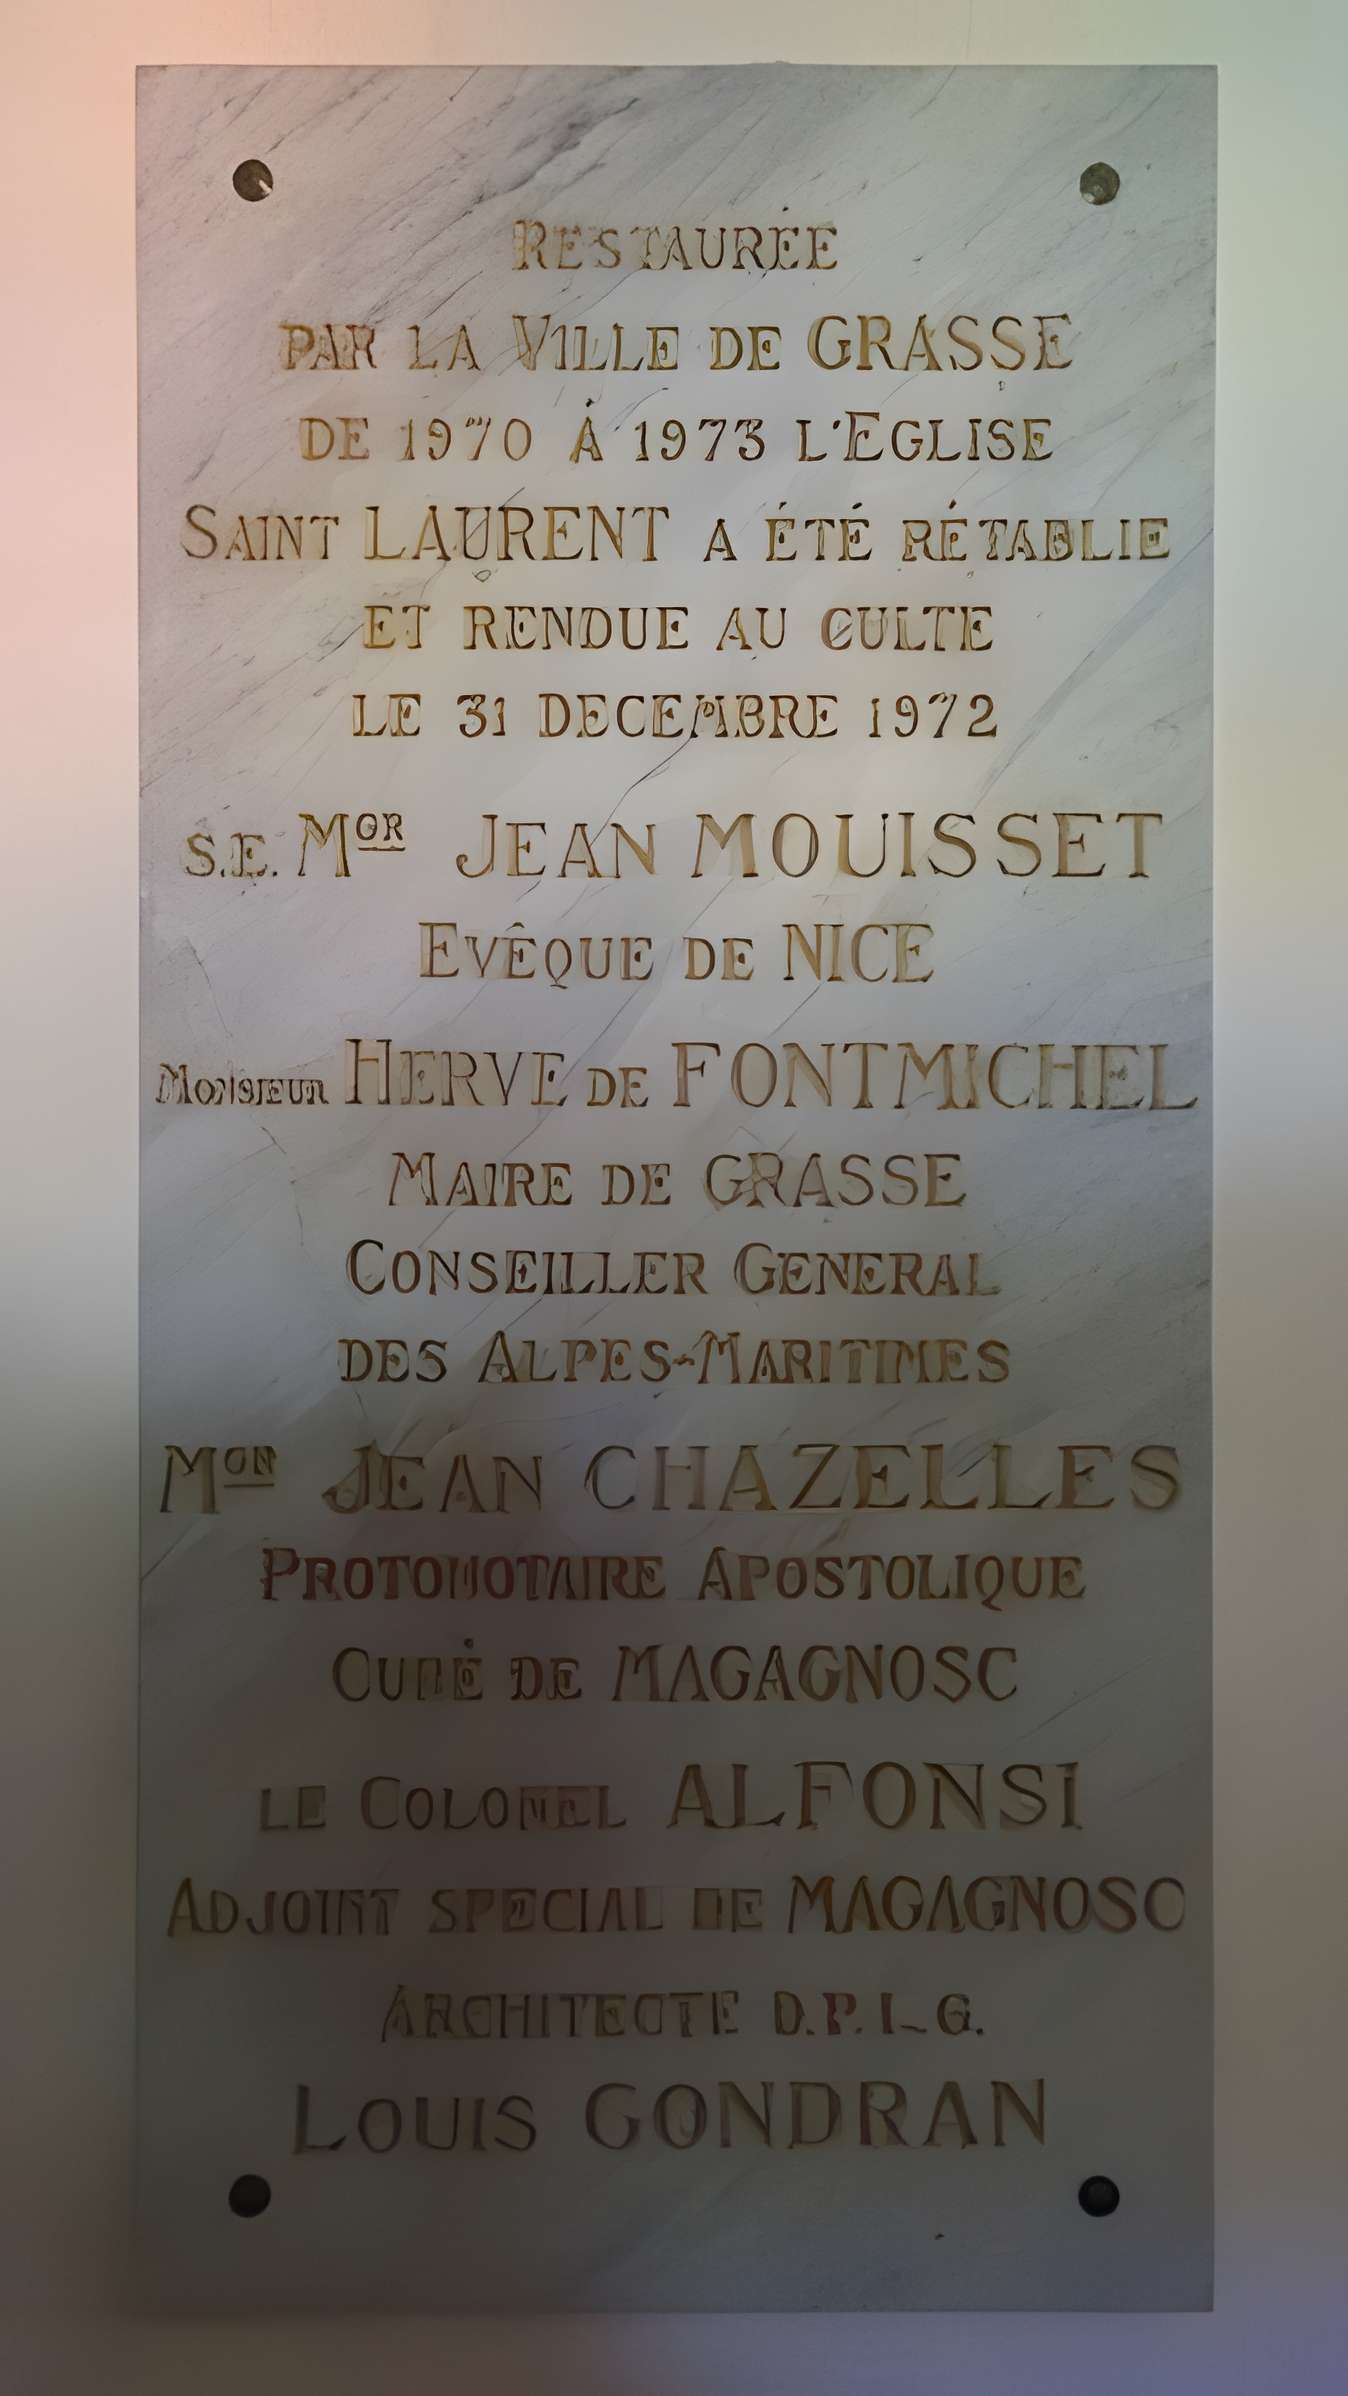 RESTAURÉE
PAR LA VILLE DE GRASSE
DE 1970 À 1973 L'EGLISE
SAINT LAURENT A ÉTÉ RÉTABLIE
ET RENDUE AU CULTE
LE 31 DECEMBRE 1972
S.E. MGR JEAN MOUISSET
EVÊQUE DE NICE
MONSIEUR HERVE DE FONTMICHEL
MAIRE DE GRASSE
CONSEILLER GENERAL
DES ALPES-MARITIMES
MGR JEAN CHAZELLES
PROTONOTAIRE APOSTOLIQUE
CURÉ DE MAGAGNOSC
LE COLONEL ALFONSI
ADJOINT SPECIAL DE MAGAGNOSC
ARCHITECTE D.P.L.G.
LOUIS GONDRAN